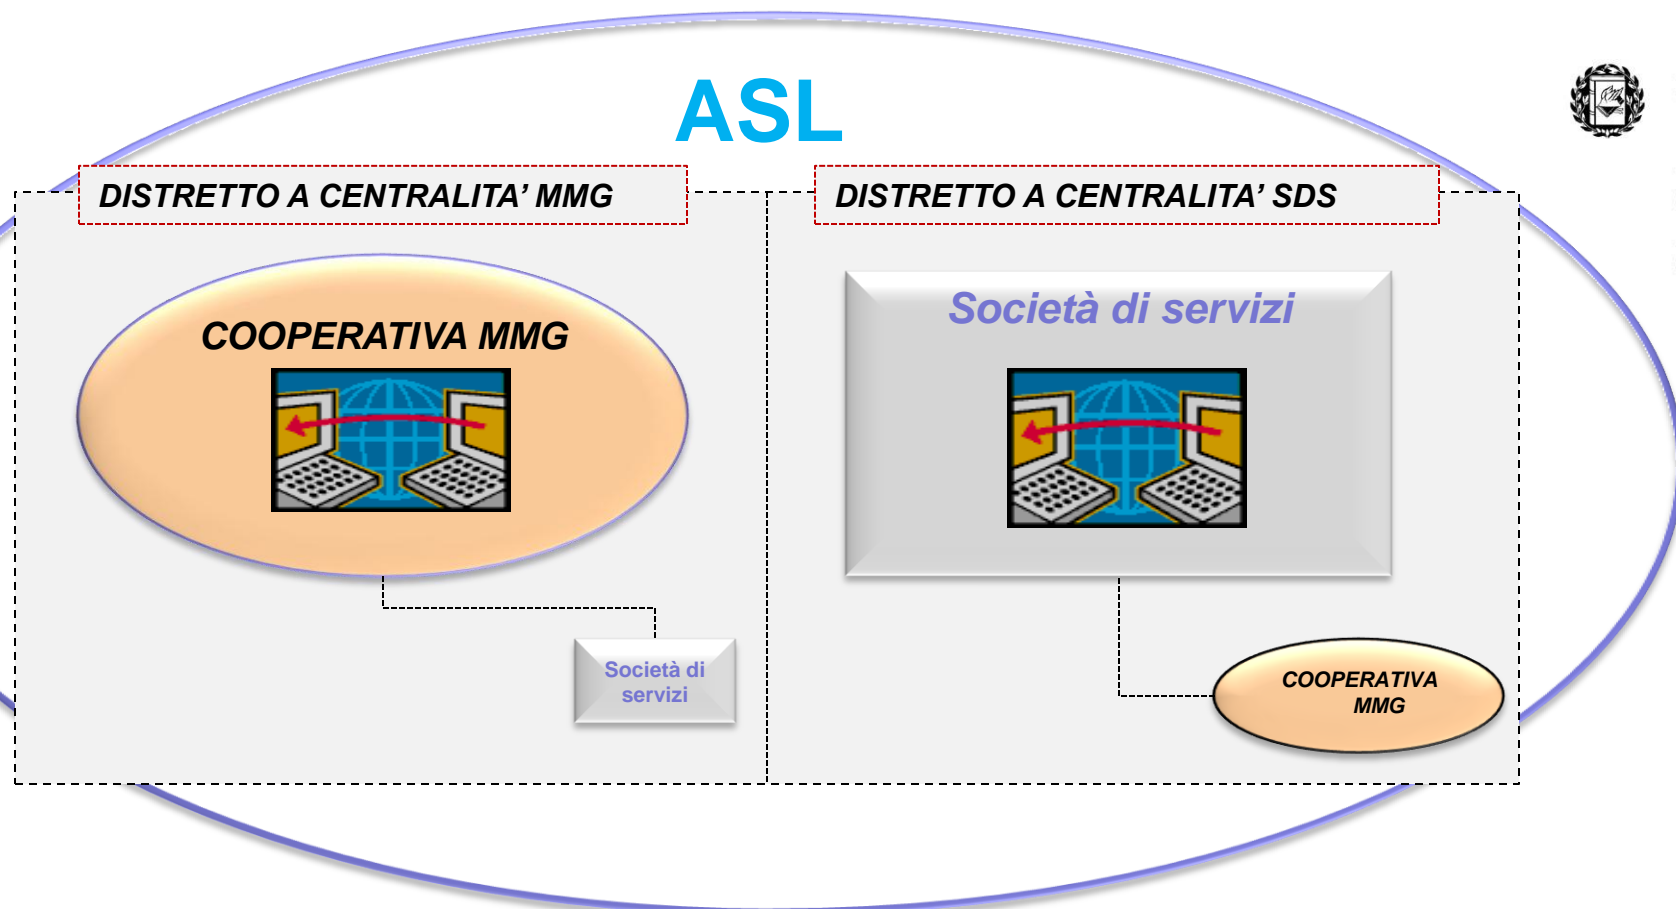 ASL
DISTRETTO A CENTRALITA’ MMG
DISTRETTO A CENTRALITA’ SDS
COOPERATIVA MMG
Società di servizi
Società di
servizi
COOPERATIVA
MMG